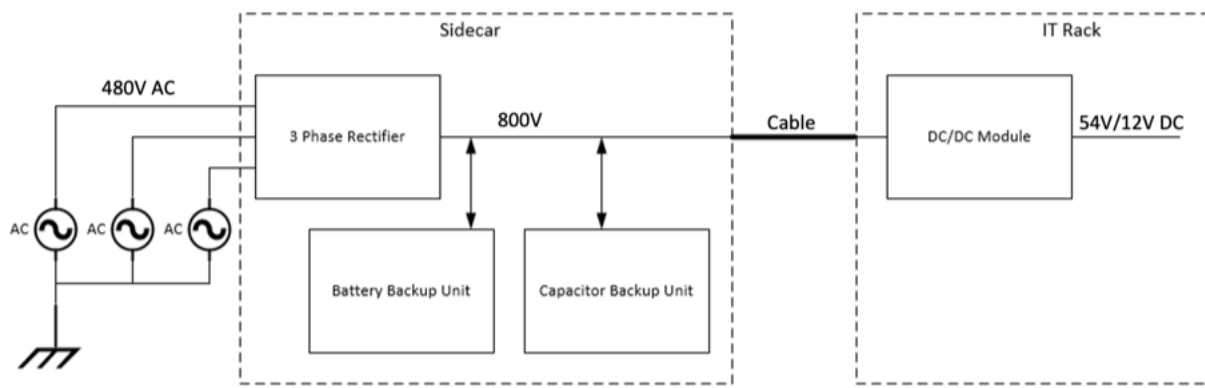 Sidecar
IT Rack
480V AC
3 Phase Rectifier
800V
Cable
DC/DC Module
54V/12V DC
AC
AC
AC
Battery Backup Unit
Capacitor Backup Unit